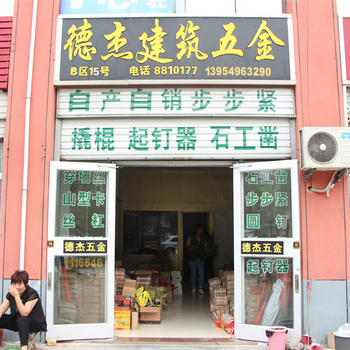 德杰建筑五金
B区15号 电话 8810177 13954963290
自产自销步步紧
撬棍 起钉器 石工凿
穿墙丝
山型卡
丝杠
德杰五金
石工凿
步步紧
圆钉
德杰五金
起钉器